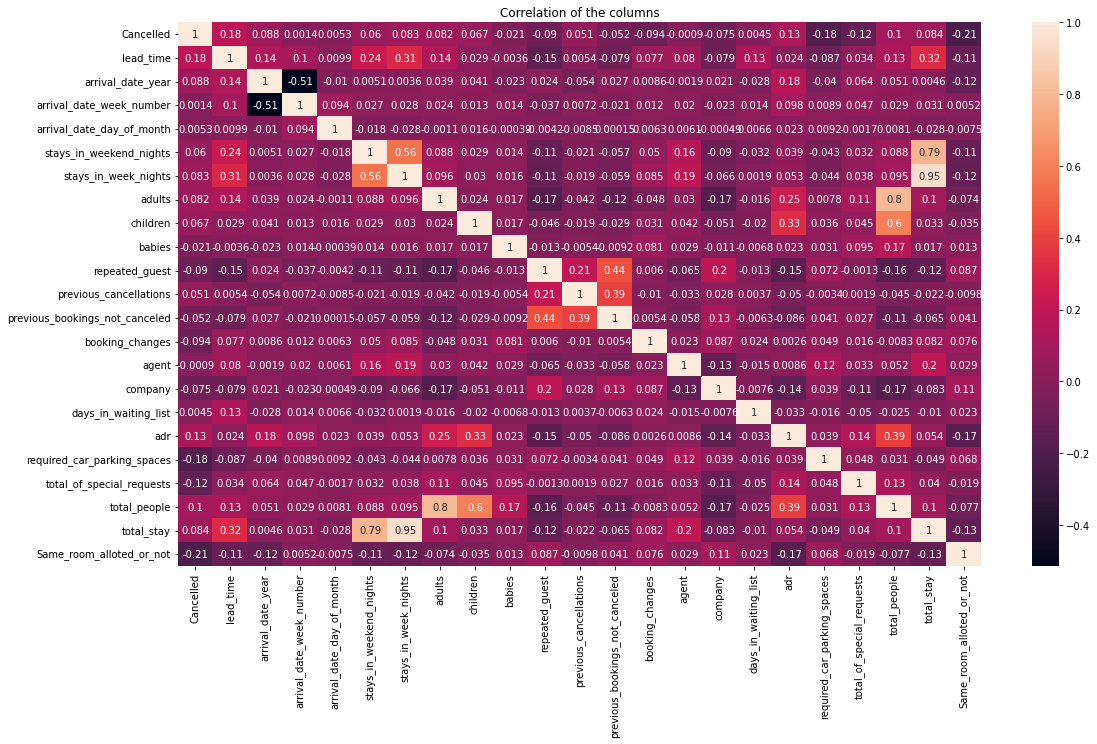 Correlation of the columns
Cancelled 1 0.18 0.088 0.0014 0.0053 0.06 0.083 0.082 0.067 -0.021 -0.09 0.051 -0.052 -0.094 -0.0009 -0.075 0.0045 0.13 -0.18 -0.12 0.1 0.084 -0.21
lead_time 0.18 1 0.14 0.1 0.0099 0.24 0.31 0.14 0.029 -0.0036 -0.15 0.0054 -0.079 0.077 0.08 -0.079 0.13 0.024 -0.087 0.034 0.13 0.32 -0.11
arrival_date_year 0.088 0.14 1 -0.51 -0.01 0.0051 0.0036 0.039 0.041 -0.023 0.024 -0.054 0.027 0.0086 -0.0019 0.021 -0.028 0.18 -0.04 0.064 0.051 0.0046 -0.12
arrival_date_week_number 0.0014 0.1 -0.51 1 0.094 0.027 0.028 0.024 0.013 0.014 -0.037 0.0072 -0.021 0.012 0.02 -0.023 0.014 0.098 0.0089 0.047 0.029 0.031 0.0052
arrival_date_day_of_month 0.0053 0.0099 -0.01 0.094 1 -0.018 -0.028 -0.0011 0.016 -0.00039 -0.0042 -0.0085 0.00015 0.0063 0.0061 -0.00049 0.0066 0.023 0.0092 -0.0017 0.0081 -0.028 -0.0075
stays_in_weekend_nights 0.06 0.24 0.0051 0.027 -0.018 1 0.56 0.088 0.029 0.014 -0.11 -0.021 -0.057 0.05 0.16 -0.09 -0.032 0.039 -0.043 0.032 0.088 0.79 -0.11
stays_in_week_nights 0.083 0.31 0.0036 0.028 -0.028 0.56 1 0.096 0.03 0.016 -0.11 -0.019 -0.059 0.085 0.19 -0.066 0.0019 0.053 -0.044 0.038 0.095 0.95 -0.12
adults 0.082 0.14 0.039 0.024 -0.0011 0.088 0.096 1 0.024 0.017 -0.17 -0.042 -0.12 -0.048 0.03 -0.17 -0.016 0.25 0.0078 0.11 0.8 0.1 -0.074
children 0.067 0.029 0.041 0.013 0.016 0.029 0.03 0.024 1 0.017 -0.046 -0.019 -0.029 0.031 0.042 -0.051 -0.02 0.33 0.036 0.045 0.6 0.033 -0.035
babies -0.021 -0.0036 -0.023 0.014 -0.00039 0.014 0.016 0.017 0.017 1 -0.013 -0.0054 -0.0092 0.081 0.029 -0.011 -0.0068 0.023 0.031 0.095 0.17 0.017 0.013
repeated_guest -0.09 -0.15 0.024 -0.037 -0.0042 -0.11 -0.11 -0.17 -0.046 -0.013 1 0.21 0.44 0.006 -0.065 0.2 -0.013 -0.15 0.072 -0.0013 -0.16 -0.12 0.087
previous_cancellations 0.051 0.0054 -0.054 0.0072 -0.0085 -0.021 -0.019 -0.042 -0.019 -0.0054 0.21 1 0.39 -0.01 -0.033 0.028 0.0037 -0.05 -0.0034 0.0019 -0.045 -0.022 -0.0098
previous_bookings_not_canceled -0.052 -0.079 0.027 -0.021 0.00015 -0.057 -0.059 -0.12 -0.029 -0.0092 0.44 0.39 1 0.0054 -0.058 0.13 -0.0063 -0.086 0.041 0.027 -0.11 -0.065 0.041
booking_changes -0.094 0.077 0.0086 0.012 0.0063 0.05 0.085 -0.048 0.031 0.081 0.006 -0.01 0.0054 1 0.023 0.087 0.024 0.0026 0.049 0.016 -0.0083 0.082 0.076
agent -0.0009 0.08 -0.0019 0.02 0.0061 0.16 0.19 0.03 0.042 0.029 -0.065 -0.033 -0.058 0.023 1 -0.13 -0.015 0.0086 0.12 0.033 0.052 0.2 0.029
company -0.075 -0.079 0.021 -0.023 -0.00049 -0.09 -0.066 -0.17 -0.051 -0.011 0.2 0.028 0.13 0.087 -0.13 1 -0.0076 -0.14 0.039 -0.11 -0.17 -0.083 0.11
days_in_waiting_list 0.0045 0.13 -0.028 0.014 0.0066 -0.032 0.0019 -0.016 -0.02 -0.0068 -0.013 0.0037 -0.0063 0.024 -0.015 -0.0076 1 -0.033 -0.016 -0.05 -0.025 -0.01 0.023
adr 0.13 0.024 0.18 0.098 0.023 0.039 0.053 0.25 0.33 0.023 -0.15 -0.05 -0.086 0.0026 0.0086 -0.14 -0.033 1 0.039 0.14 0.39 0.054 -0.17
required_car_parking_spaces -0.18 -0.087 -0.04 0.0089 0.0092 -0.043 -0.044 0.0078 0.036 0.031 0.072 -0.0034 0.041 0.049 0.12 0.039 -0.016 0.039 1 0.048 0.031 -0.049 0.068
total_of_special_requests -0.12 0.034 0.064 0.047 -0.0017 0.032 0.038 0.11 0.045 0.095 -0.0013 0.0019 0.027 0.016 0.033 -0.11 -0.05 0.14 0.048 1 0.13 0.04 -0.019
total_people 0.1 0.13 0.051 0.029 0.0081 0.088 0.095 0.8 0.6 0.17 -0.16 -0.045 -0.11 -0.0083 0.052 -0.17 -0.025 0.39 0.031 0.13 1 0.1 -0.077
total_stay 0.084 0.32 0.0046 0.031 -0.028 0.79 0.95 0.1 0.033 0.017 -0.12 -0.022 -0.065 0.082 0.2 -0.083 -0.01 0.054 -0.049 0.04 0.1 1 -0.13
Same_room_alloted_or_not -0.21 -0.11 -0.12 0.0052 -0.0075 -0.11 -0.12 -0.074 -0.035 0.013 0.087 -0.0098 0.041 0.076 0.029 0.11 0.023 -0.17 0.068 -0.019 -0.077 -0.13 1
Cancelled
lead_time
arrival_date_year
arrival_date_week_number
arrival_date_day_of_month
stays_in_weekend_nights
stays_in_week_nights
adults
children
babies
repeated_guest
previous_cancellations
previous_bookings_not_canceled
booking_changes
agent
company
days_in_waiting_list
adr
required_car_parking_spaces
total_of_special_requests
total_people
total_stay
Same_room_alloted_or_not
1.0
0.8
0.6
0.4
0.2
0.0
−0.2
−0.4